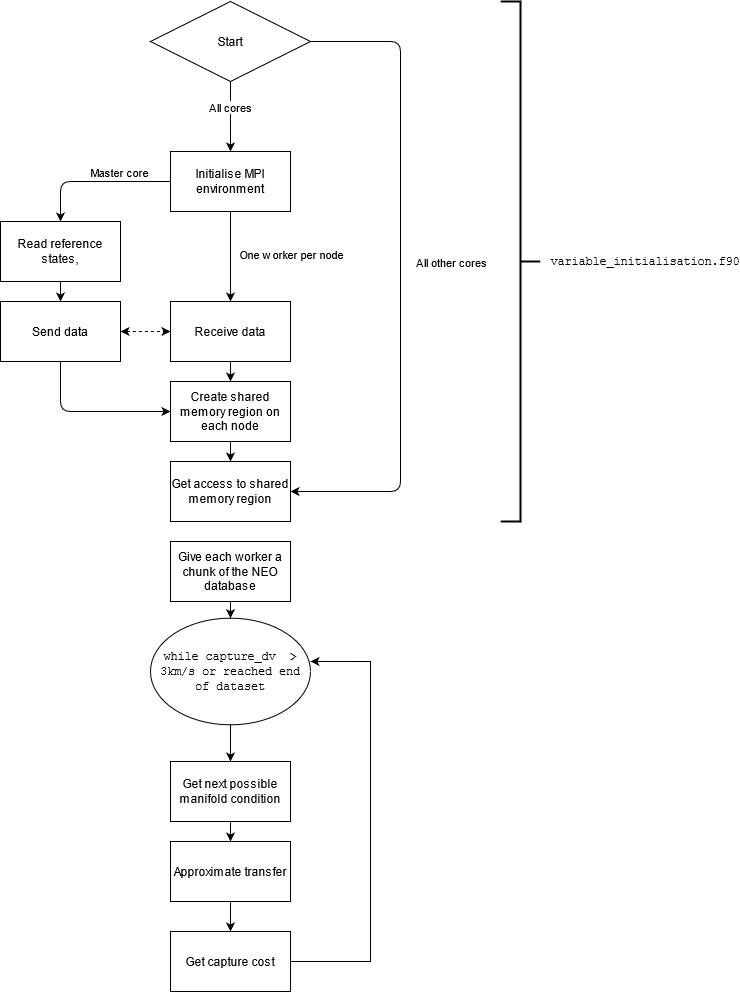 Start
All cores
Initialise MPI
environment
Master core
Read reference
states,
One worker per node
All other cores
variable_initialisation.f90
Send data
Receive data
Create shared
memory region on
each node
Get access to shared
memory region
Give each worker a
chunk of the NEO
database
while capture_dv >
3km/s or reached end
of dataset
Get next possible
manifold condition
Approximate transfer
Get capture cost